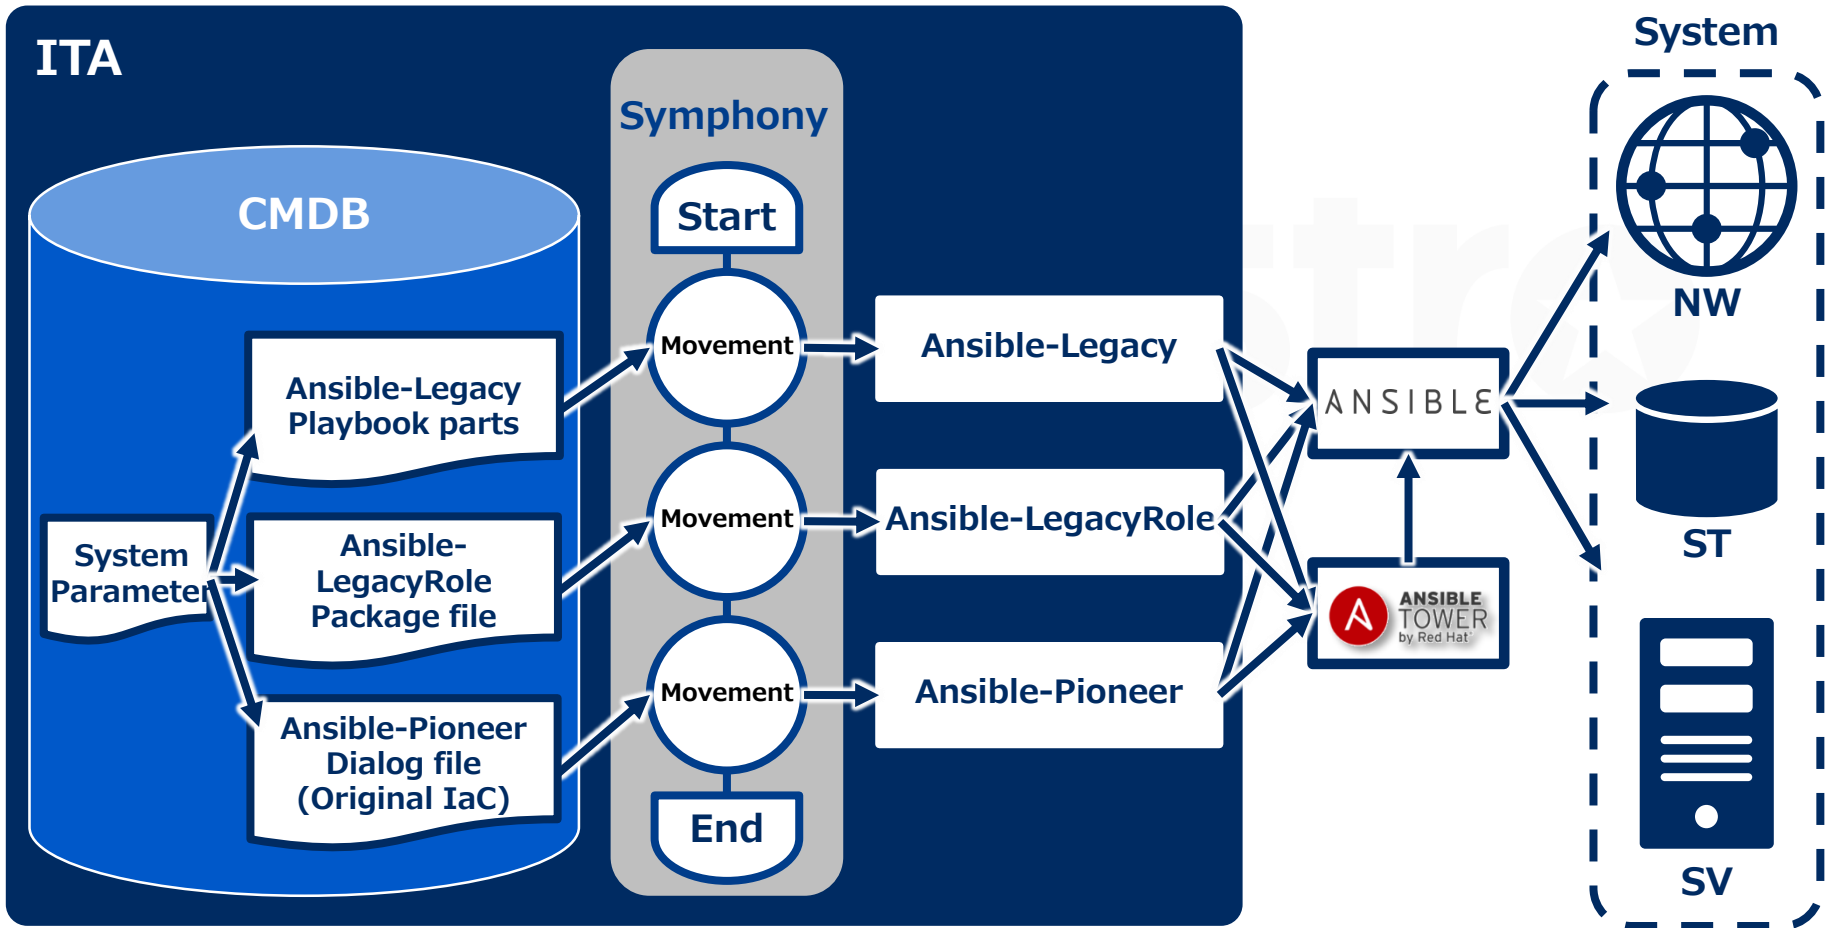 ITA
CMDB
System
Parameter
Ansible-Legacy
Playbook parts
Ansible-
LegacyRole
Package file
Ansible-Pioneer
Dialog file
(Original IaC)
Symphony
Start
Movement
Movement
Movement
End
Ansible-Legacy
Ansible-LegacyRole
Ansible-Pioneer
ANSIBLE
ANSIBLE
TOWER
by Red Hat
System
NW
ST
SV